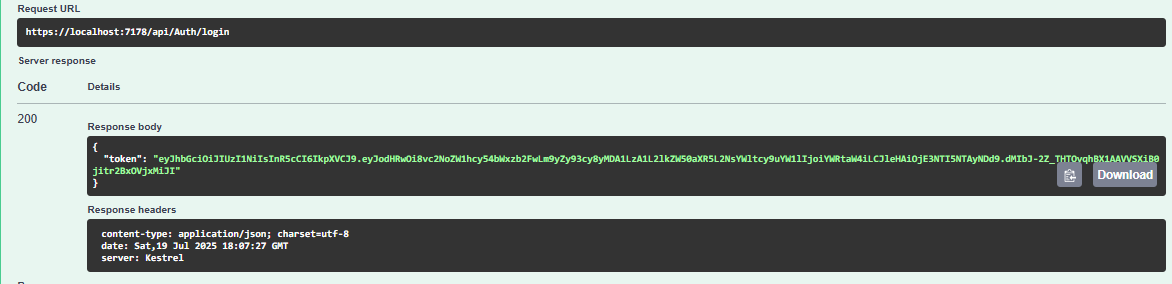 Request URL
https://localhost:7178/api/Auth/login
Server response
Code Details
200
Response body
{
"token": "eyJhbGciOiJIUzI1NiIsInR5cCI6IkpXVCJ9.eyJodHRwOi8vc2NoZW1hcy54bWxzb2FwLm9yZy93cy8yMDA1LzA1L2lkZW50aXR5L2NsYWltcy9uYW1lIjoiYWRtaW4iLCJleHAiOjE3NTI5NTAyNDd9.dMIbJ-2Z_THTOvqhBX1AAVVSXiB0
jitr2BxOVjxMiJI"
}
Download
Response headers
content-type: application/json; charset=utf-8
date: Sat,19 Jul 2025 18:07:27 GMT
server: Kestrel